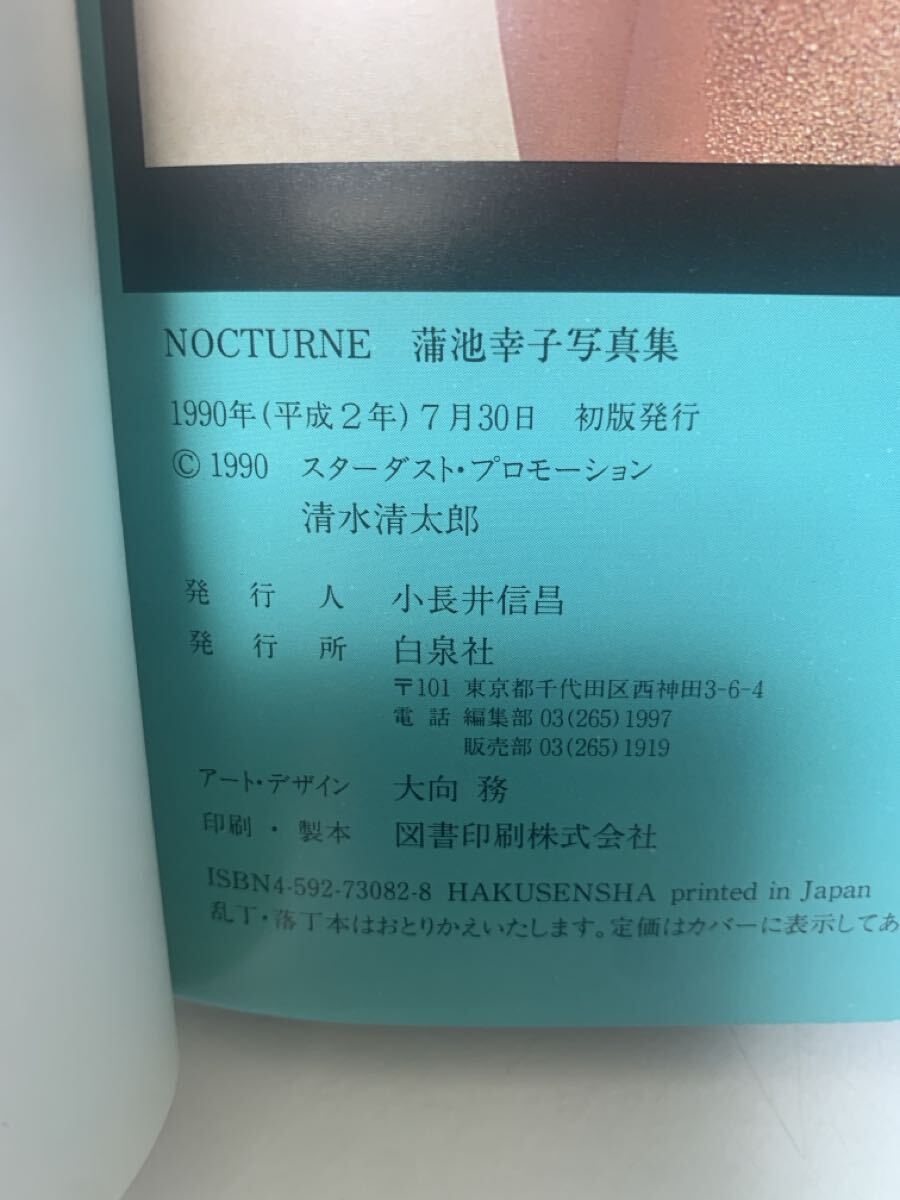 NOCTURNE 蒲池幸子写真集
1990年(平成2年)7月30日 初版発行
© 1990 スターダスト・プロモーション
清水清太郎
発行人 小長井信昌
発行所 白泉社
〒101 東京都千代田区西神田3-6-4
電話 編集部 03(265)1997
販売部 03(265)1919
アート・デザイン 大向 務
印刷・製本 図書印刷株式会社
ISBN4-592-73082-8 HAKUSENSHA printed in Japan
乱丁・落丁本はおとりかえいたします。定価はカバーに表示してあ